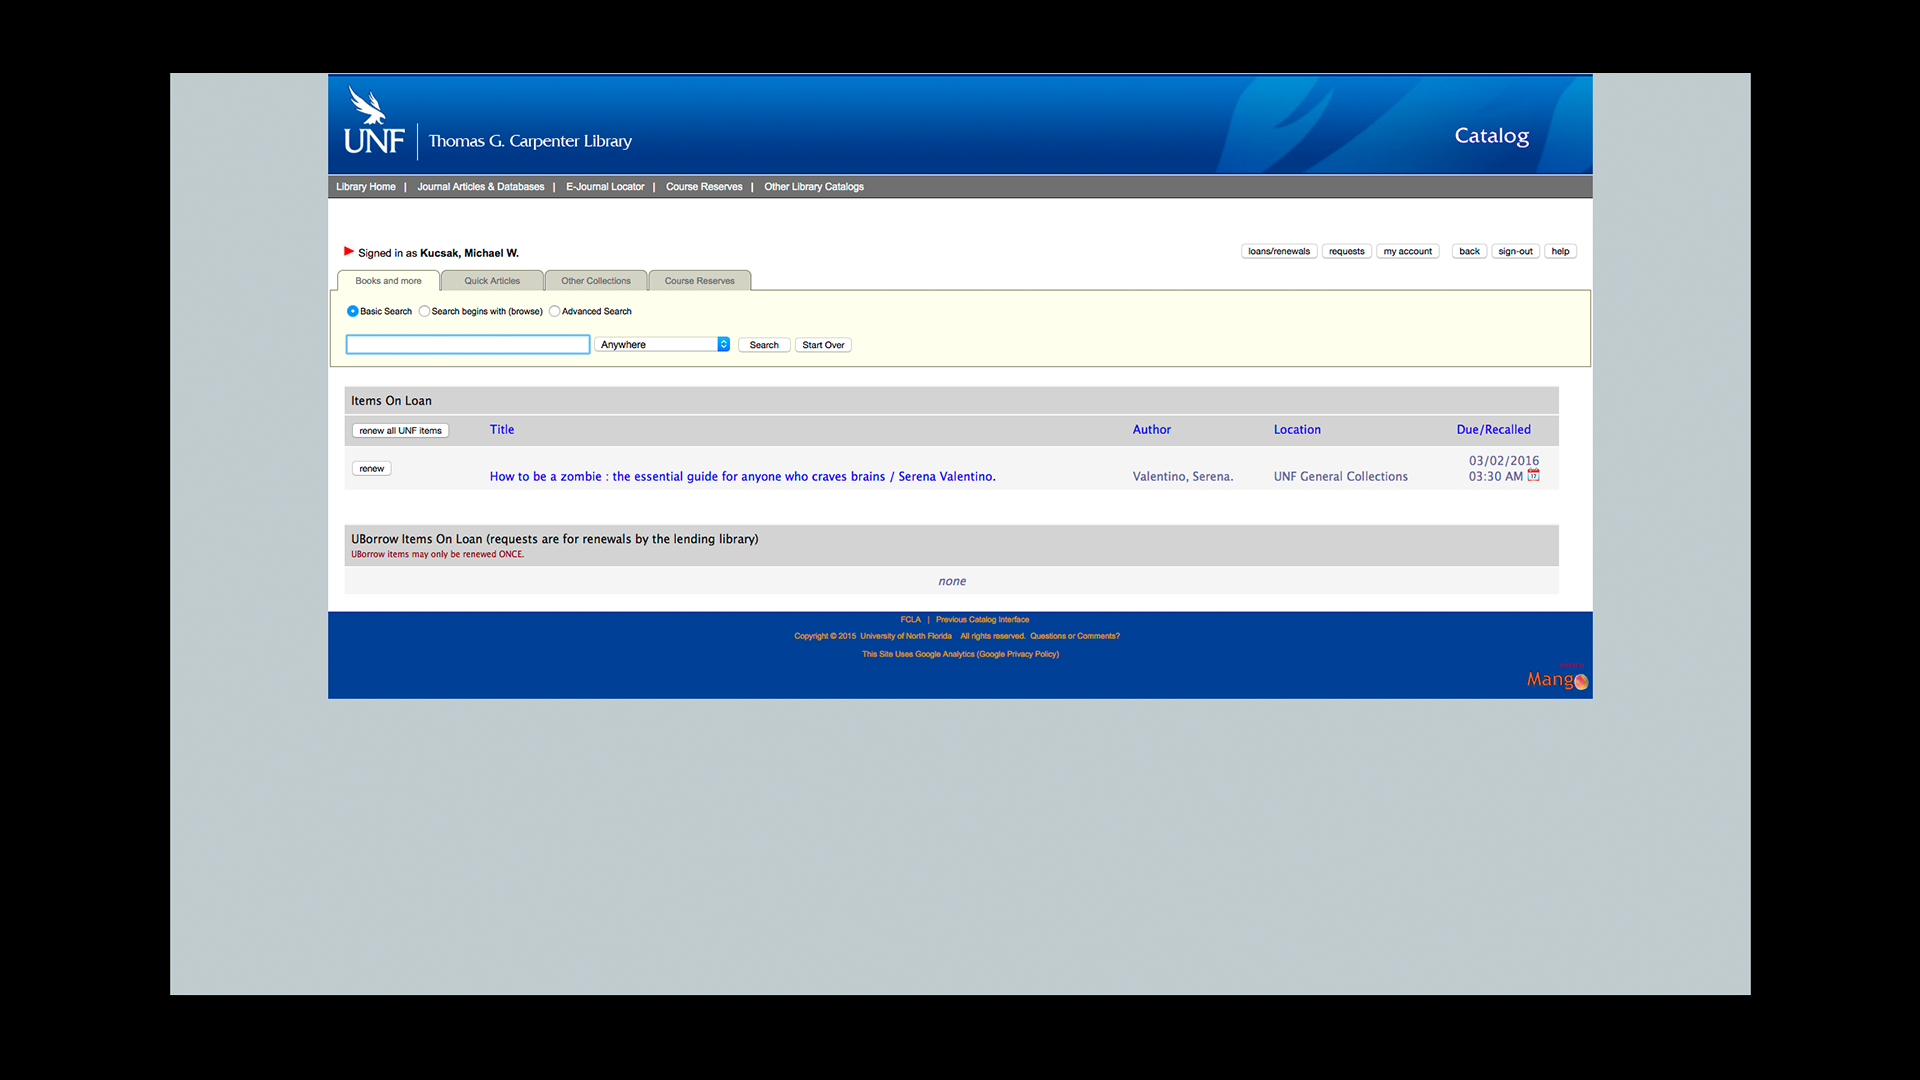 UNF
Thomas G. Carpenter Library
Catalog
Library Home | Journal Articles & Databases | E-Journal Locator | Course Reserves | Other Library Catalogs
Signed in as Kucsak, Michael W.
loans/renewals requests my account back sign-out help
Books and more Quick Articles Other Collections Course Reserves
Basic Search Search begins with (browse) Advanced Search
Anywhere Search Start Over
Items On Loan
renew all UNF items Title Author Location Due/Recalled
renew
How to be a zombie : the essential guide for anyone who craves brains / Serena Valentino. Valentino, Serena. UNF General Collections 03/02/2016
03:30 AM
UBorrow Items On Loan (requests are for renewals by the lending library)
UBorrow items may only be renewed ONCE.
none
FCLA | Previous Catalog Interface
Copyright © 2015 University of North Florida All rights reserved. Questions or Comments?
This Site Uses Google Analytics (Google Privacy Policy)
Mango